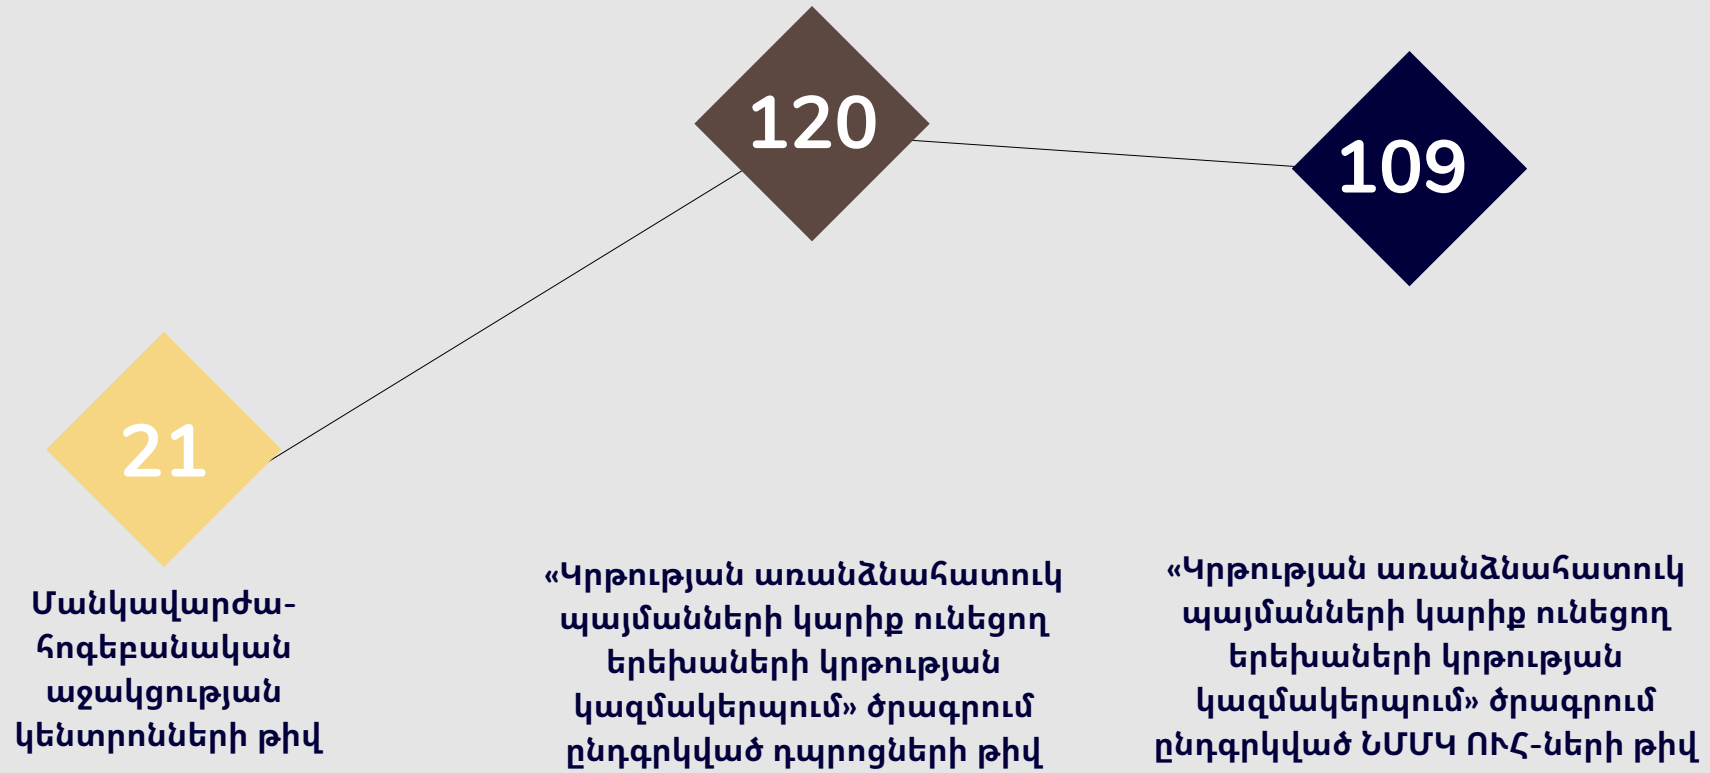 21
Մանկավարժա-
հոգեբանական
աջակցության
կենտրոնների թիվ
120
«Կրթության առանձնահատուկ
պայմանների կարիք ունեցող
երեխաների կրթության
կազմակերպում» ծրագրում
ընդգրկված դպրոցների թիվ
109
«Կրթության առանձնահատուկ
պայմանների կարիք ունեցող
երեխաների կրթության
կազմակերպում» ծրագրում
ընդգրկված ՆՄՄԿ ՈՒՀ-ների թիվ